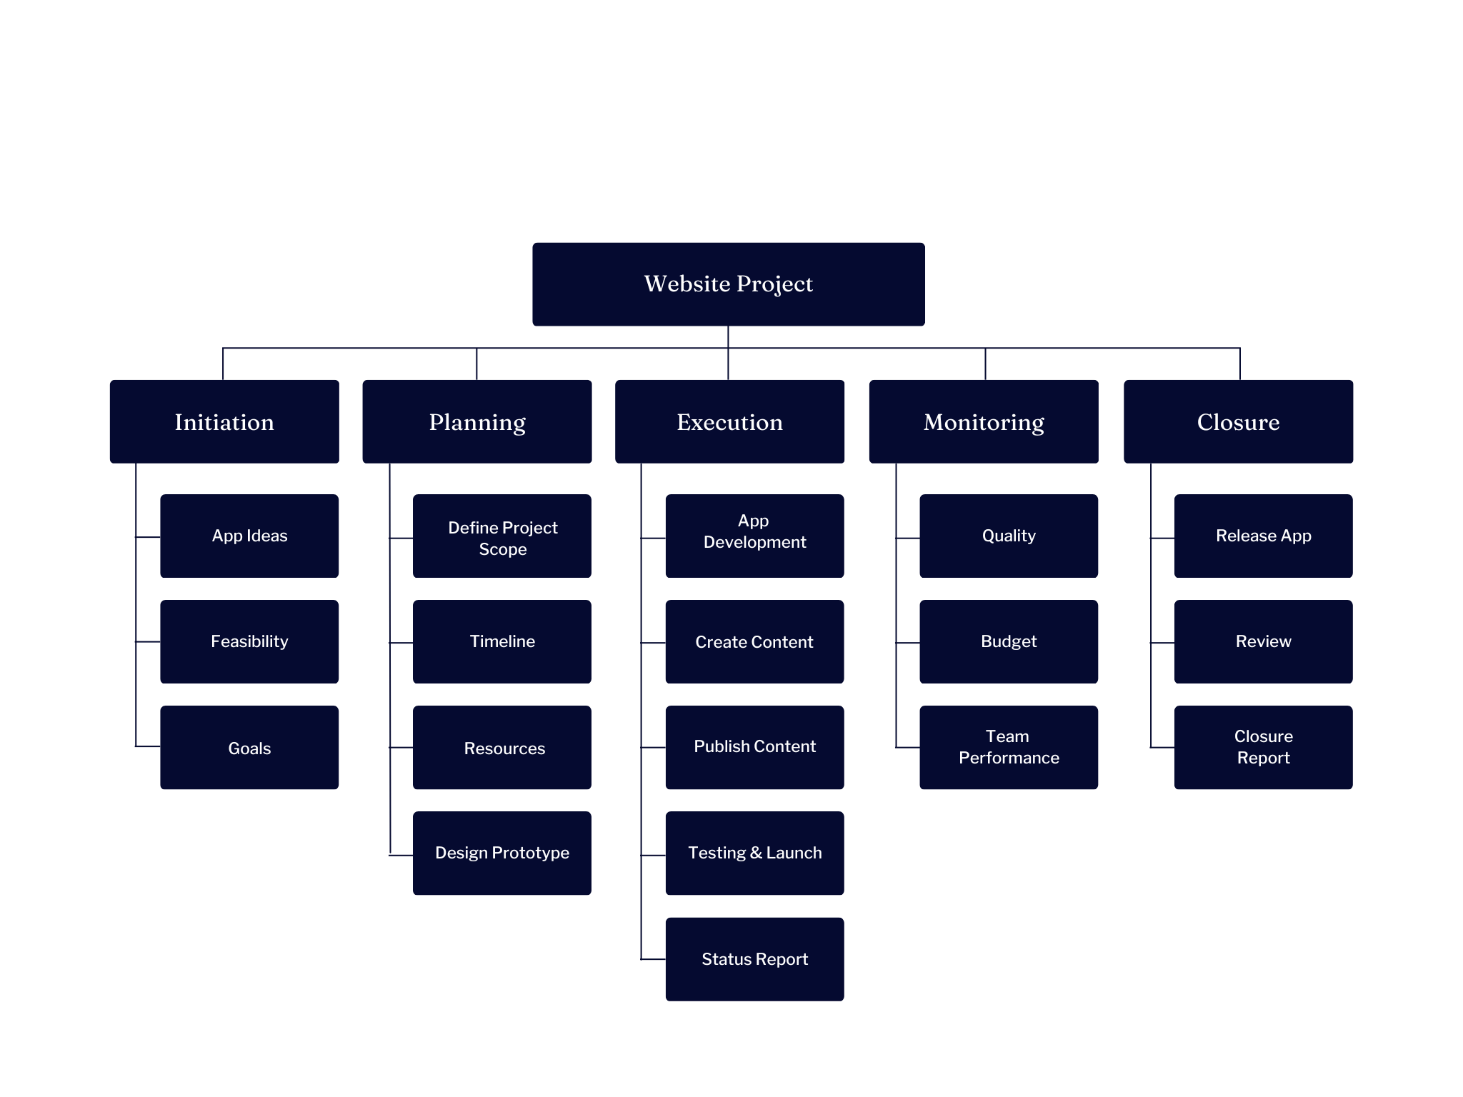 Website Project
Initiation
Planning
Execution
Monitoring
Closure
App Ideas
Feasibility
Goals
Define Project
Scope
Timeline
Resources
Design Prototype
App
Development
Create Content
Publish Content
Testing & Launch
Status Report
Quality
Budget
Team
Performance
Release App
Review
Closure
Report